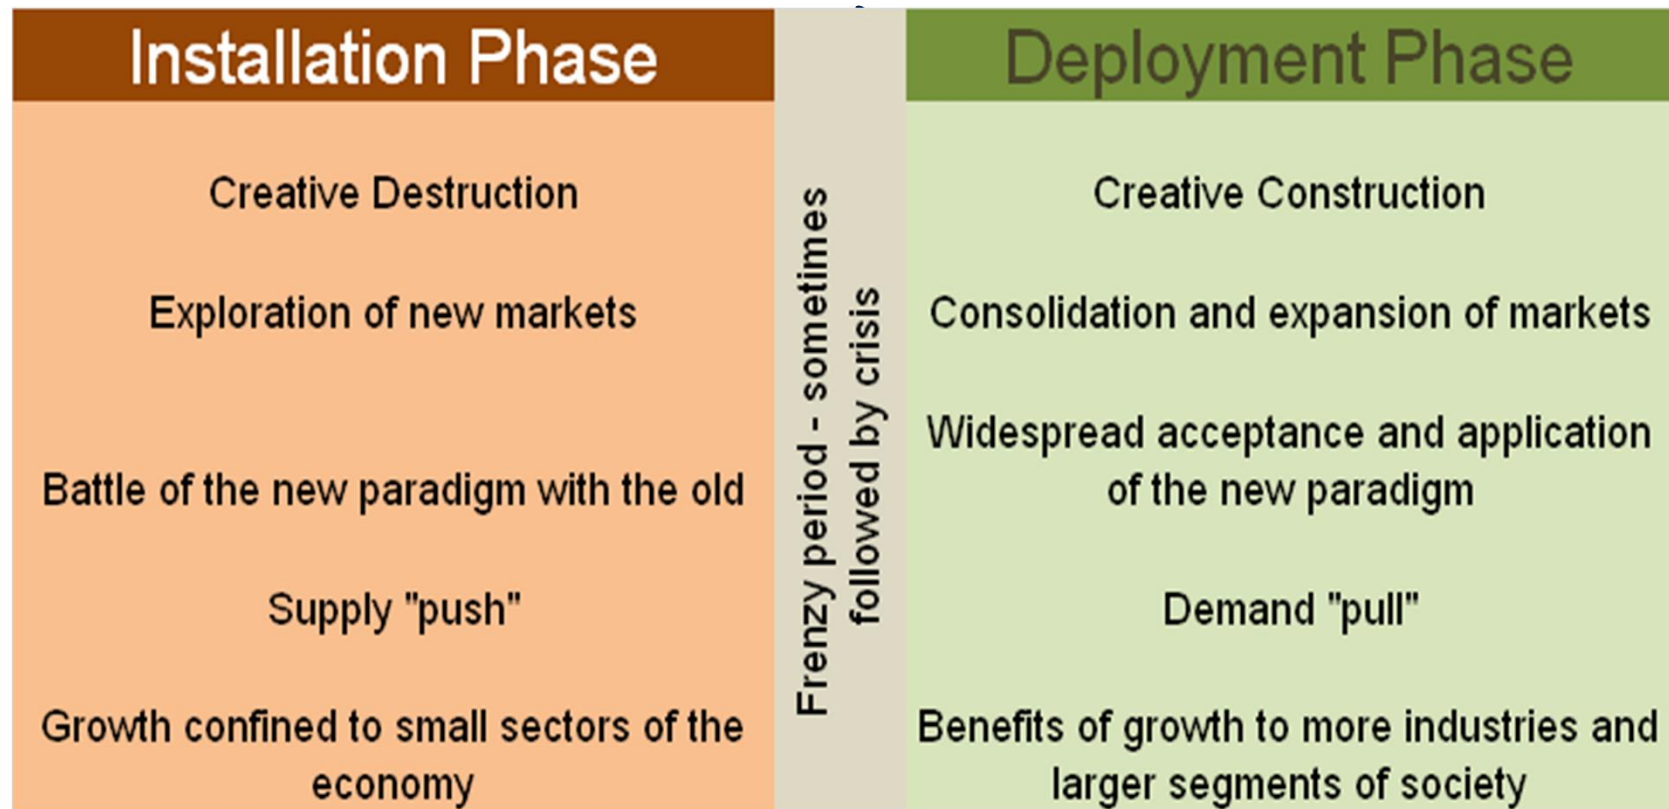 Installation Phase
Creative Destruction
Exploration of new markets
Battle of the new paradigm with the old
Supply "push"
Growth confined to small sectors of the
economy
Frenzy period - sometimes
followed by crisis
Deployment Phase
Creative Construction
Consolidation and expansion of markets
Widespread acceptance and application
of the new paradigm
Demand "pull"
Benefits of growth to more industries and
larger segments of society